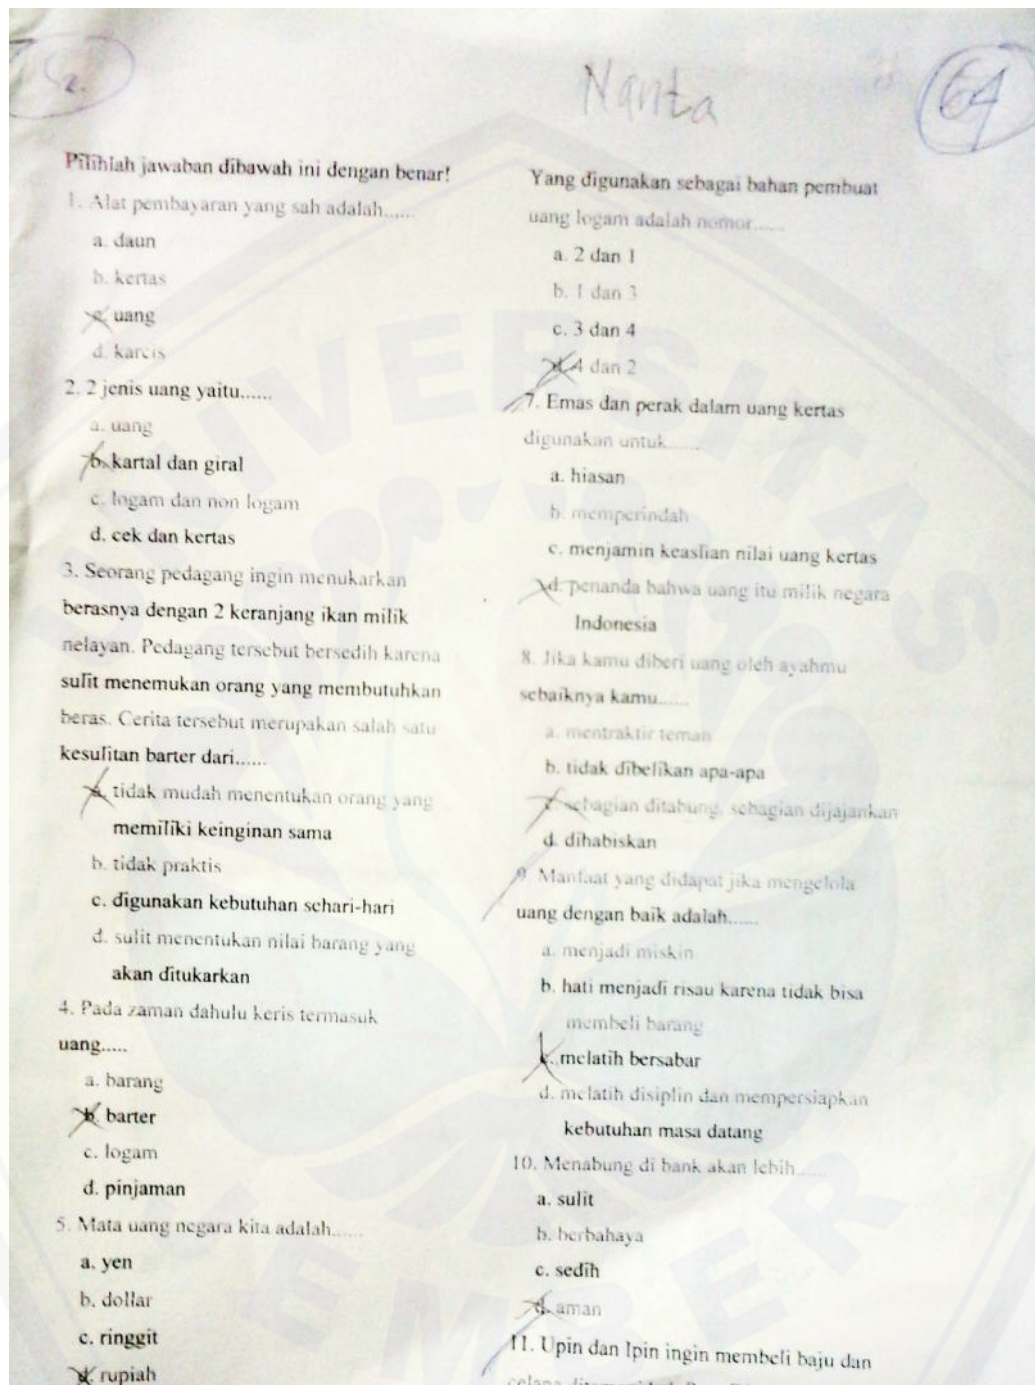 2.
Nanta
64
Pilihlah jawaban dibawah ini dengan benar!
1. Alat pembayaran yang sah adalah......
a. daun
b. kertas
c. uang
d. karcis
2. 2 jenis uang yaitu......
a. uang
b. kartal dan giral
c. logam dan non logam
d. cek dan kertas
3. Seorang pedagang ingin menukarkan
berasnya dengan 2 keranjang ikan milik
nelayan. Pedagang tersebut bersedih karena
sulit menemukan orang yang membutuhkan
beras. Cerita tersebut merupakan salah satu
kesulitan barter dari......
a. tidak mudah menentukan orang yang
memiliki keinginan sama
b. tidak praktis
c. digunakan kebutuhan sehari-hari
d. sulit menentukan nilai barang yang
akan ditukarkan
4. Pada zaman dahulu keris termasuk
uang.....
a. barang
b. barter
c. logam
d. pinjaman
5. Mata uang negara kita adalah......
a. yen
b. dollar
c. ringgit
d. rupiah
Yang digunakan sebagai bahan pembuat
uang logam adalah nomor......
a. 2 dan 1
b. 1 dan 3
c. 3 dan 4
d. 4 dan 2
7. Emas dan perak dalam uang kertas
digunakan untuk.......
a. hiasan
b. memperindah
c. menjamin keaslian nilai uang kertas
d. penanda bahwa uang itu milik negara
Indonesia
8. Jika kamu diberi uang oleh ayahmu
sebaiknya kamu......
a. mentraktir teman
b. tidak dibelikan apa-apa
c. sebagian ditabung, sebagian dijajankan
d. dihabiskan
9. Manfaat yang didapat jika mengelola
uang dengan baik adalah......
a. menjadi miskin
b. hati menjadi risau karena tidak bisa
membeli barang
c. melatih bersabar
d. melatih disiplin dan mempersiapkan
kebutuhan masa datang
10. Menabung di bank akan lebih......
a. sulit
b. berbahaya
c. sedih
d. aman
11. Upin dan Ipin ingin membeli baju dan
UNIVERSITAS
JEMBER